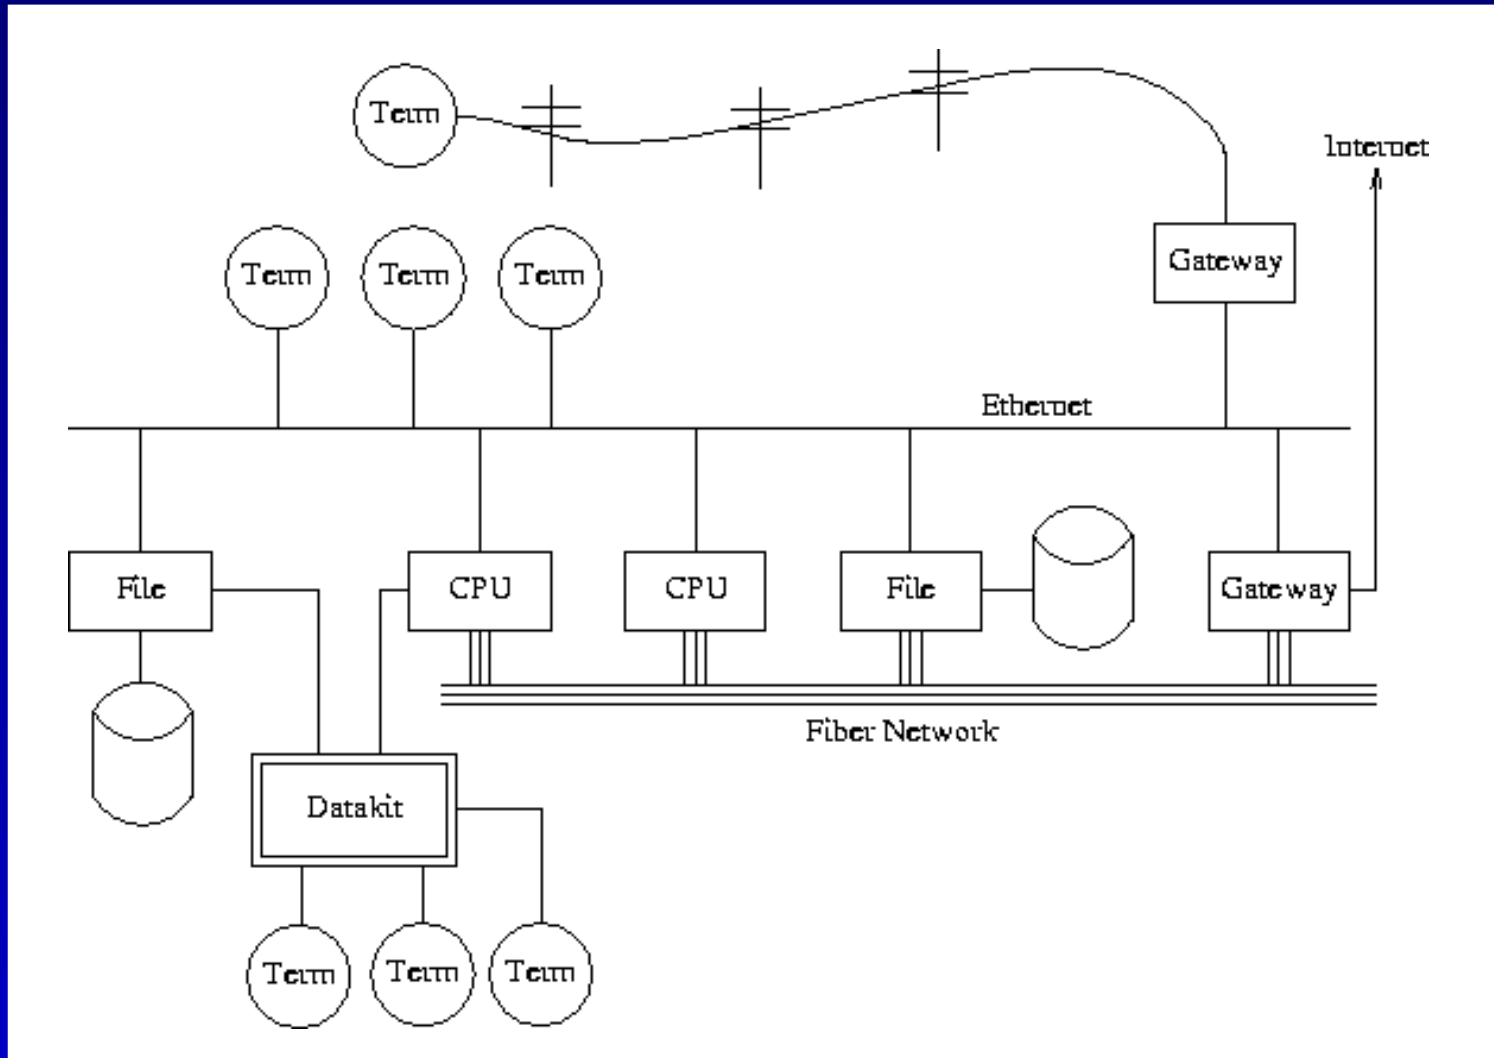 Term
Internet
Gateway
Term
Term
Term
Ethernet
File
CPU
CPU
File
Gateway
Fiber Network
Datakit
Term
Term
Term